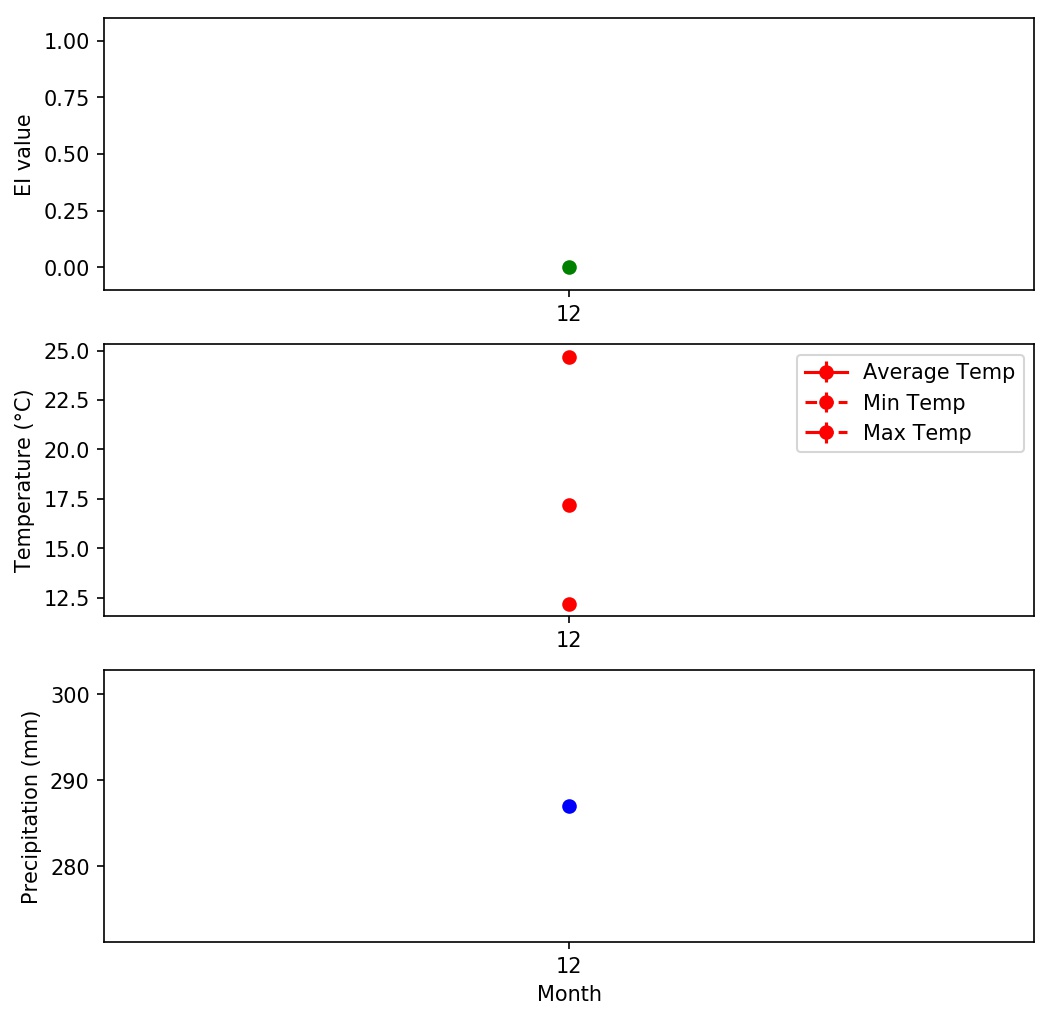 1.00
0.75
0.50
0.25
0.00
EI value
12
25.0
22.5
20.0
17.5
15.0
12.5
Temperature (°C)
Average Temp
Min Temp
Max Temp
12
300
290
280
Precipitation (mm)
12
Month